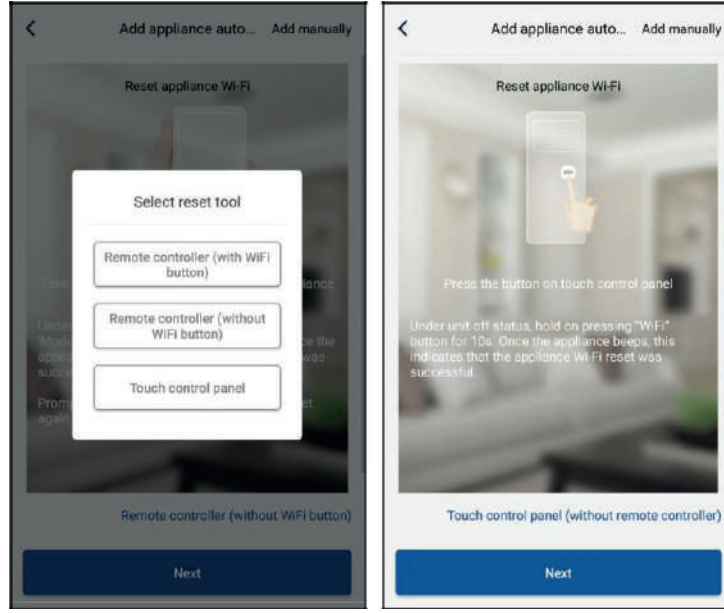 Add appliance auto... Add manually
Reset appliance Wi-Fi
Select reset tool
Remote controller (with WiFi
button)
Remote controller (without
WiFi button)
Touch control panel
Remote controller (without WiFi button)
Next
Add appliance auto... Add manually
Reset appliance Wi-Fi
Press the button on touch control panel
Under unit off status, hold on pressing "WiFi"
button for 10s. Once the appliance beeps, this
indicates that the appliance Wi-Fi reset was
successful.
Touch control panel (without remote controller)
Next